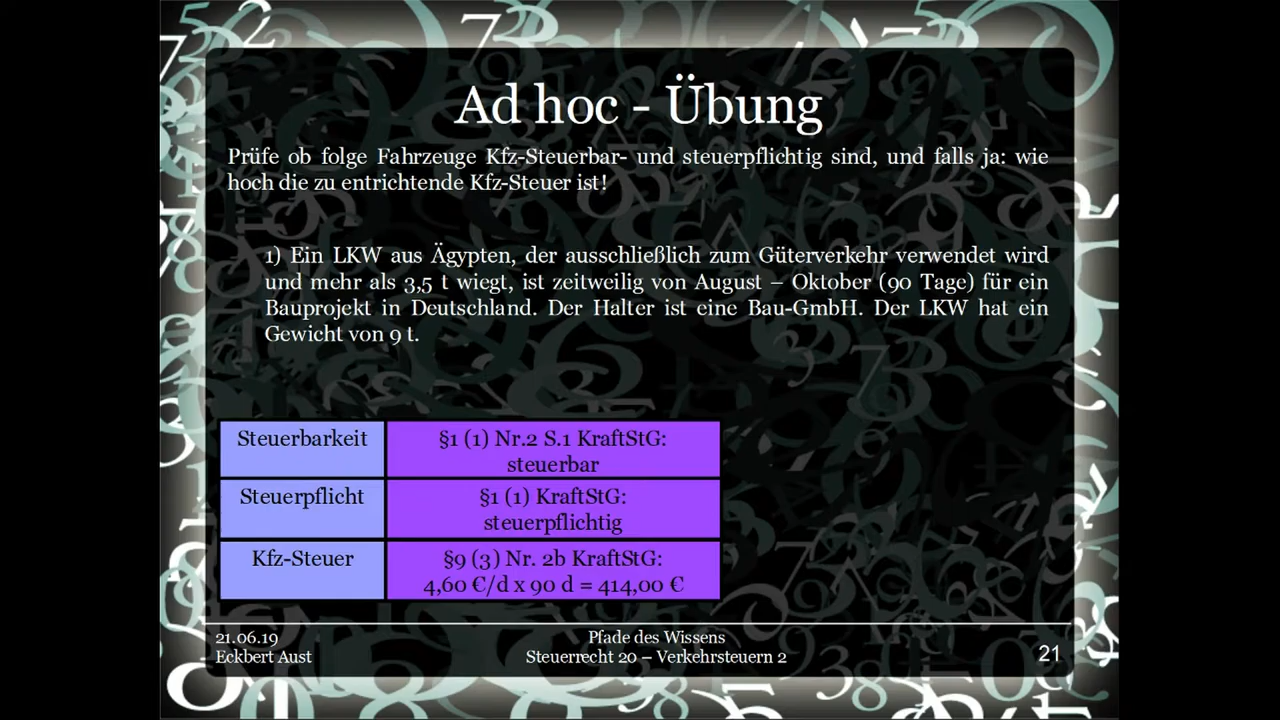 Ad hoc - Übung
Prüfe ob folge Fahrzeuge Kfz-Steuerbar- und steuerpflichtig sind, und falls ja: wie
hoch die zu entrichtende Kfz-Steuer ist!
1) Ein LKW aus Ägypten, der ausschließlich zum Güterverkehr verwendet wird
und mehr als 3,5 t wiegt, ist zeitweilig von August – Oktober (90 Tage) für ein
Bauprojekt in Deutschland. Der Halter ist eine Bau-GmbH. Der LKW hat ein
Gewicht von 9 t.
Steuerbarkeit
§1 (1) Nr.2 S.1 KraftStG:
steuerbar
Steuerpflicht
§1 (1) KraftStG:
steuerpflichtig
Kfz-Steuer
§9 (3) Nr. 2b KraftStG:
4,60 €/d x 90 d = 414,00 €
21.06.19
Eckbert Aust
Pfade des Wissens
Steuerrecht 20 – Verkehrsteuern 2
21